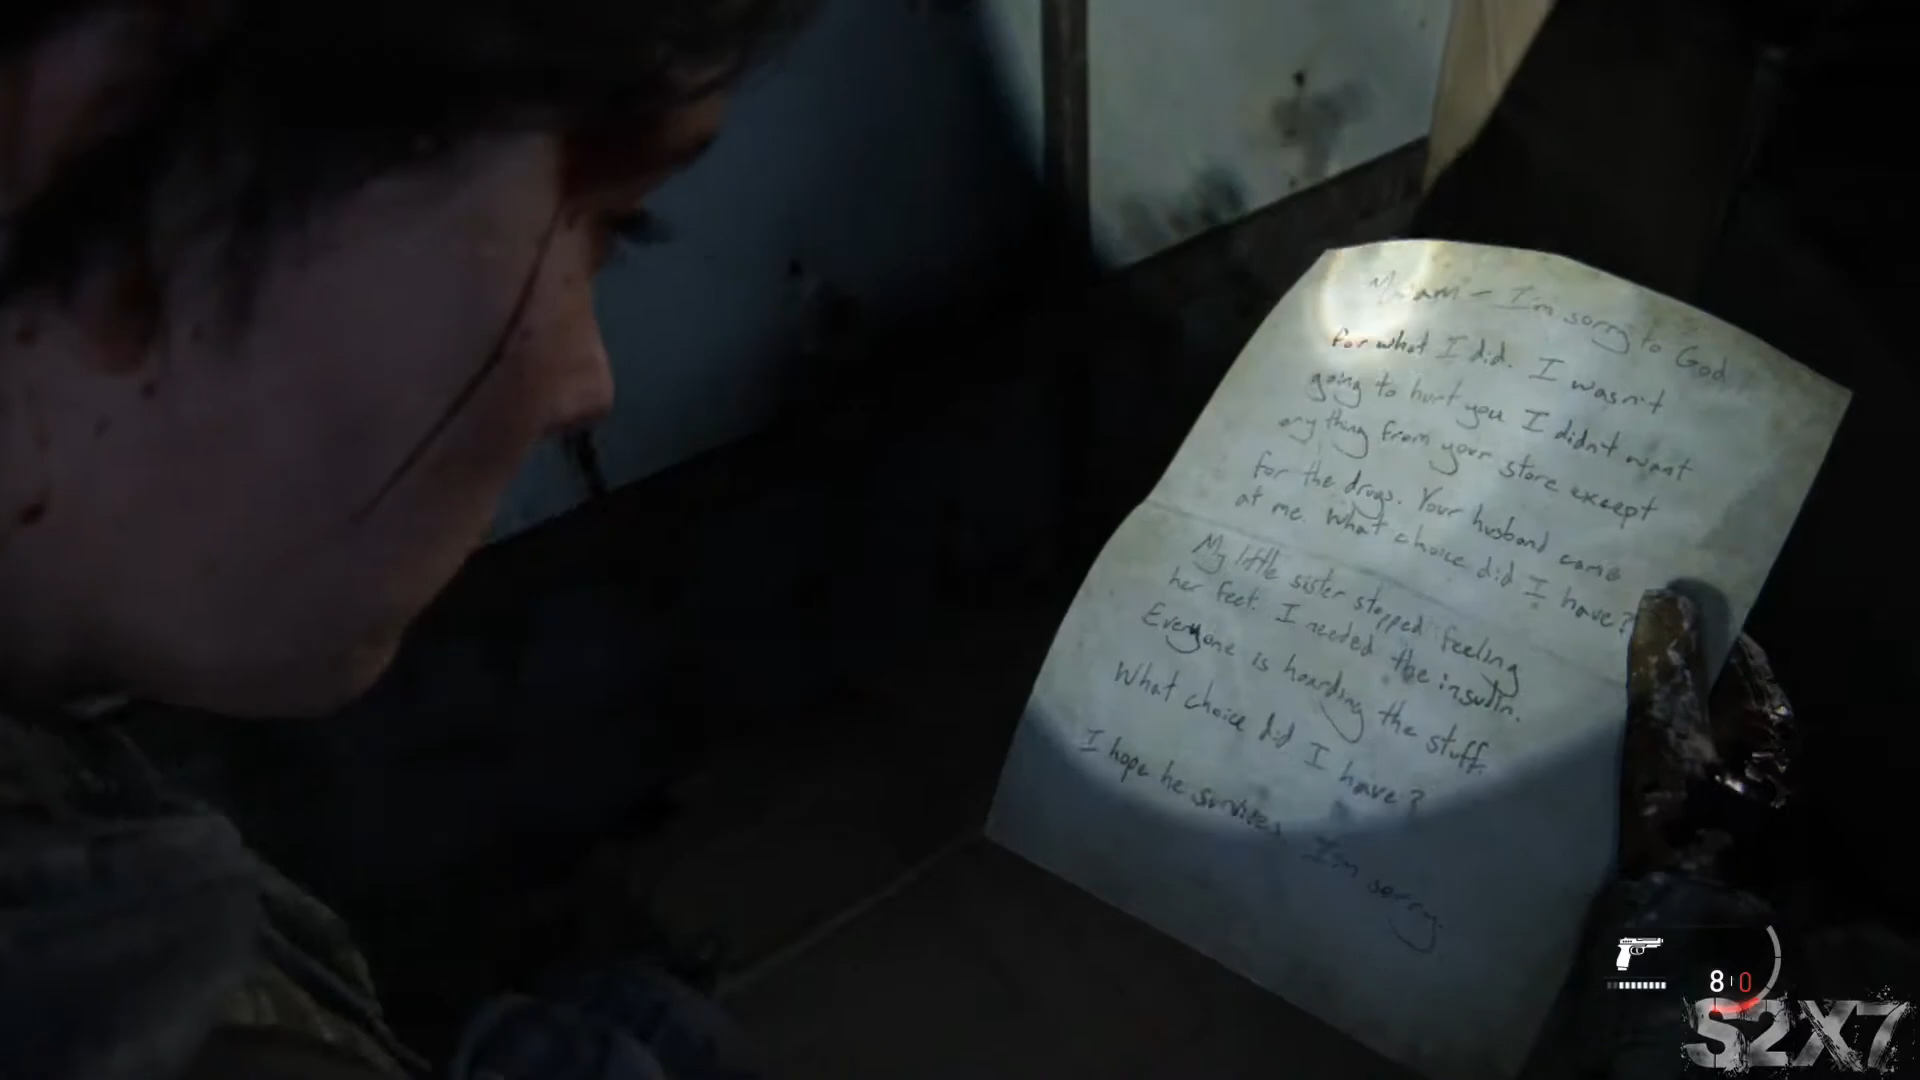 Ma'am - I'm sorry to God
for what I did. I wasn't
going to hurt you I didn't want
anything from your store except
for the drugs. Your husband came
at me. What choice did I have?
My little sister stopped feeling
her feet. I needed the insulin.
Everyone is hoarding the stuff.
What choice did I have?
I hope he survives. I'm sorry.
8 0
S2X7